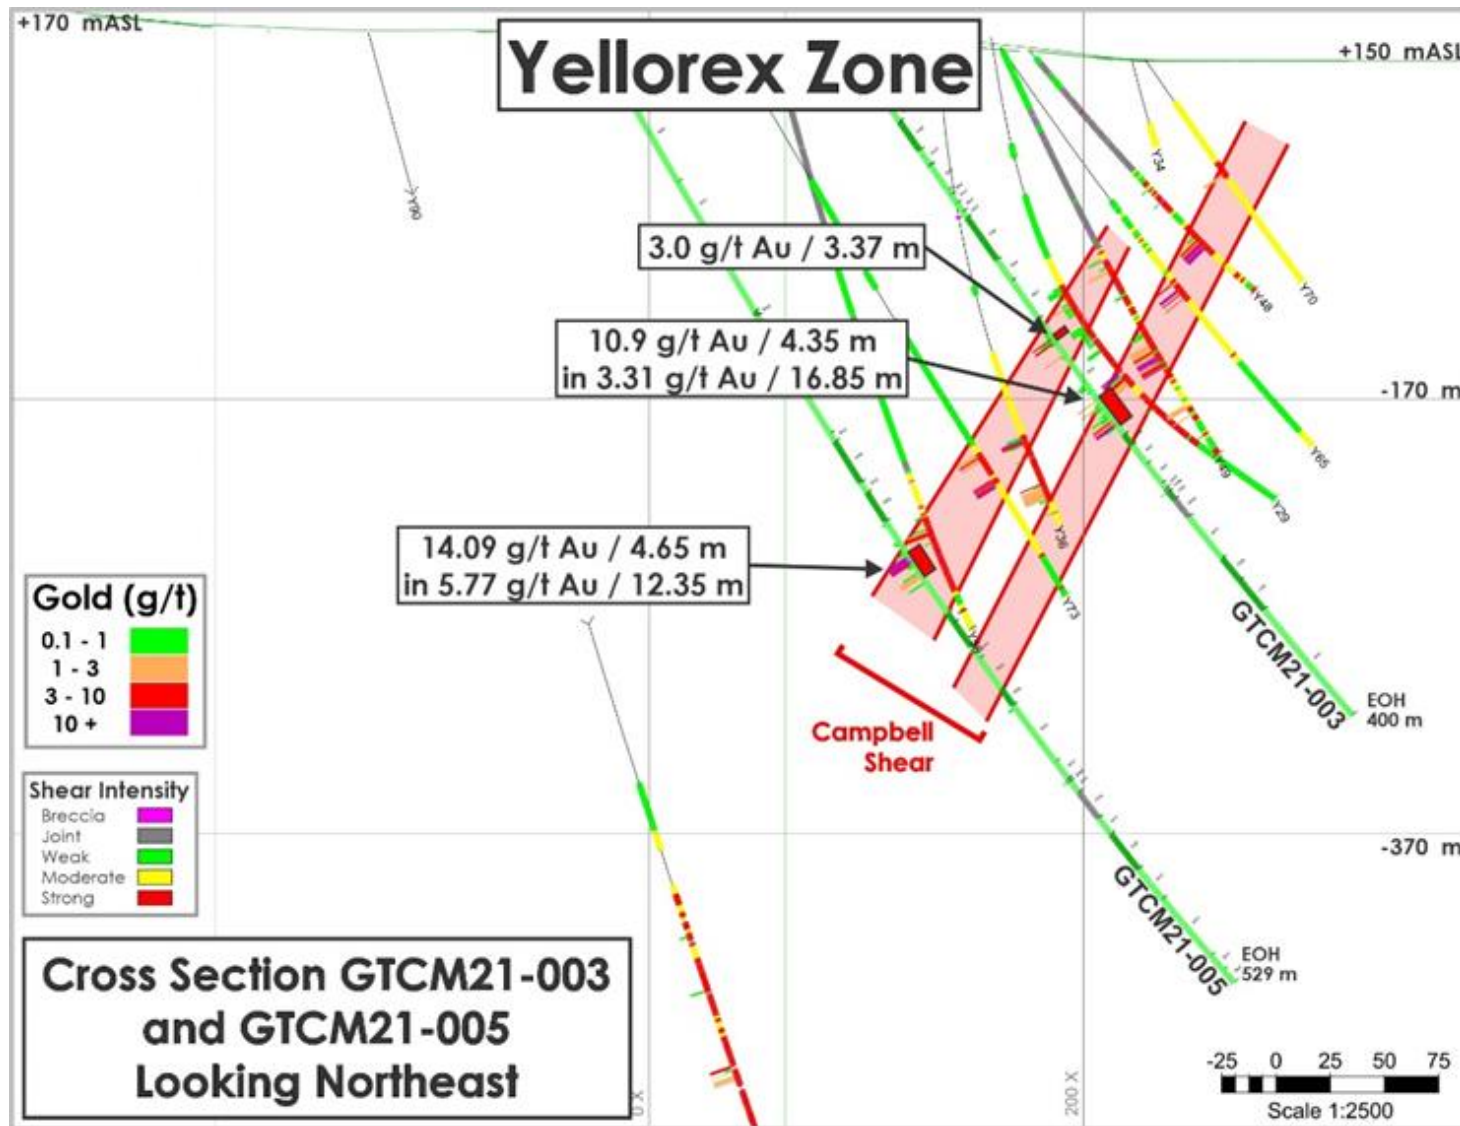 +170 mASL
Yellorex Zone
+150 mASL
Y90
Y34
Y70
Y48
3.0 g/t Au / 3.37 m
10.9 g/t Au / 4.35 m
in 3.31 g/t Au / 16.85 m
-170 m
Y65
Y49
Y29
Y36
14.09 g/t Au / 4.65 m
in 5.77 g/t Au / 12.35 m
Y73
Gold (g/t)
0.1 - 1
1 - 3
3 - 10
10 +
GTCM21-003
EOH
400 m
Campbell
Shear
Shear Intensity
Breccia
Joint
Weak
Moderate
Strong
-370 m
GTCM21-005
EOH
529 m
Cross Section GTCM21-003
and GTCM21-005
Looking Northeast
0 X
200 X
-25 0 25 50 75
Scale 1:2500